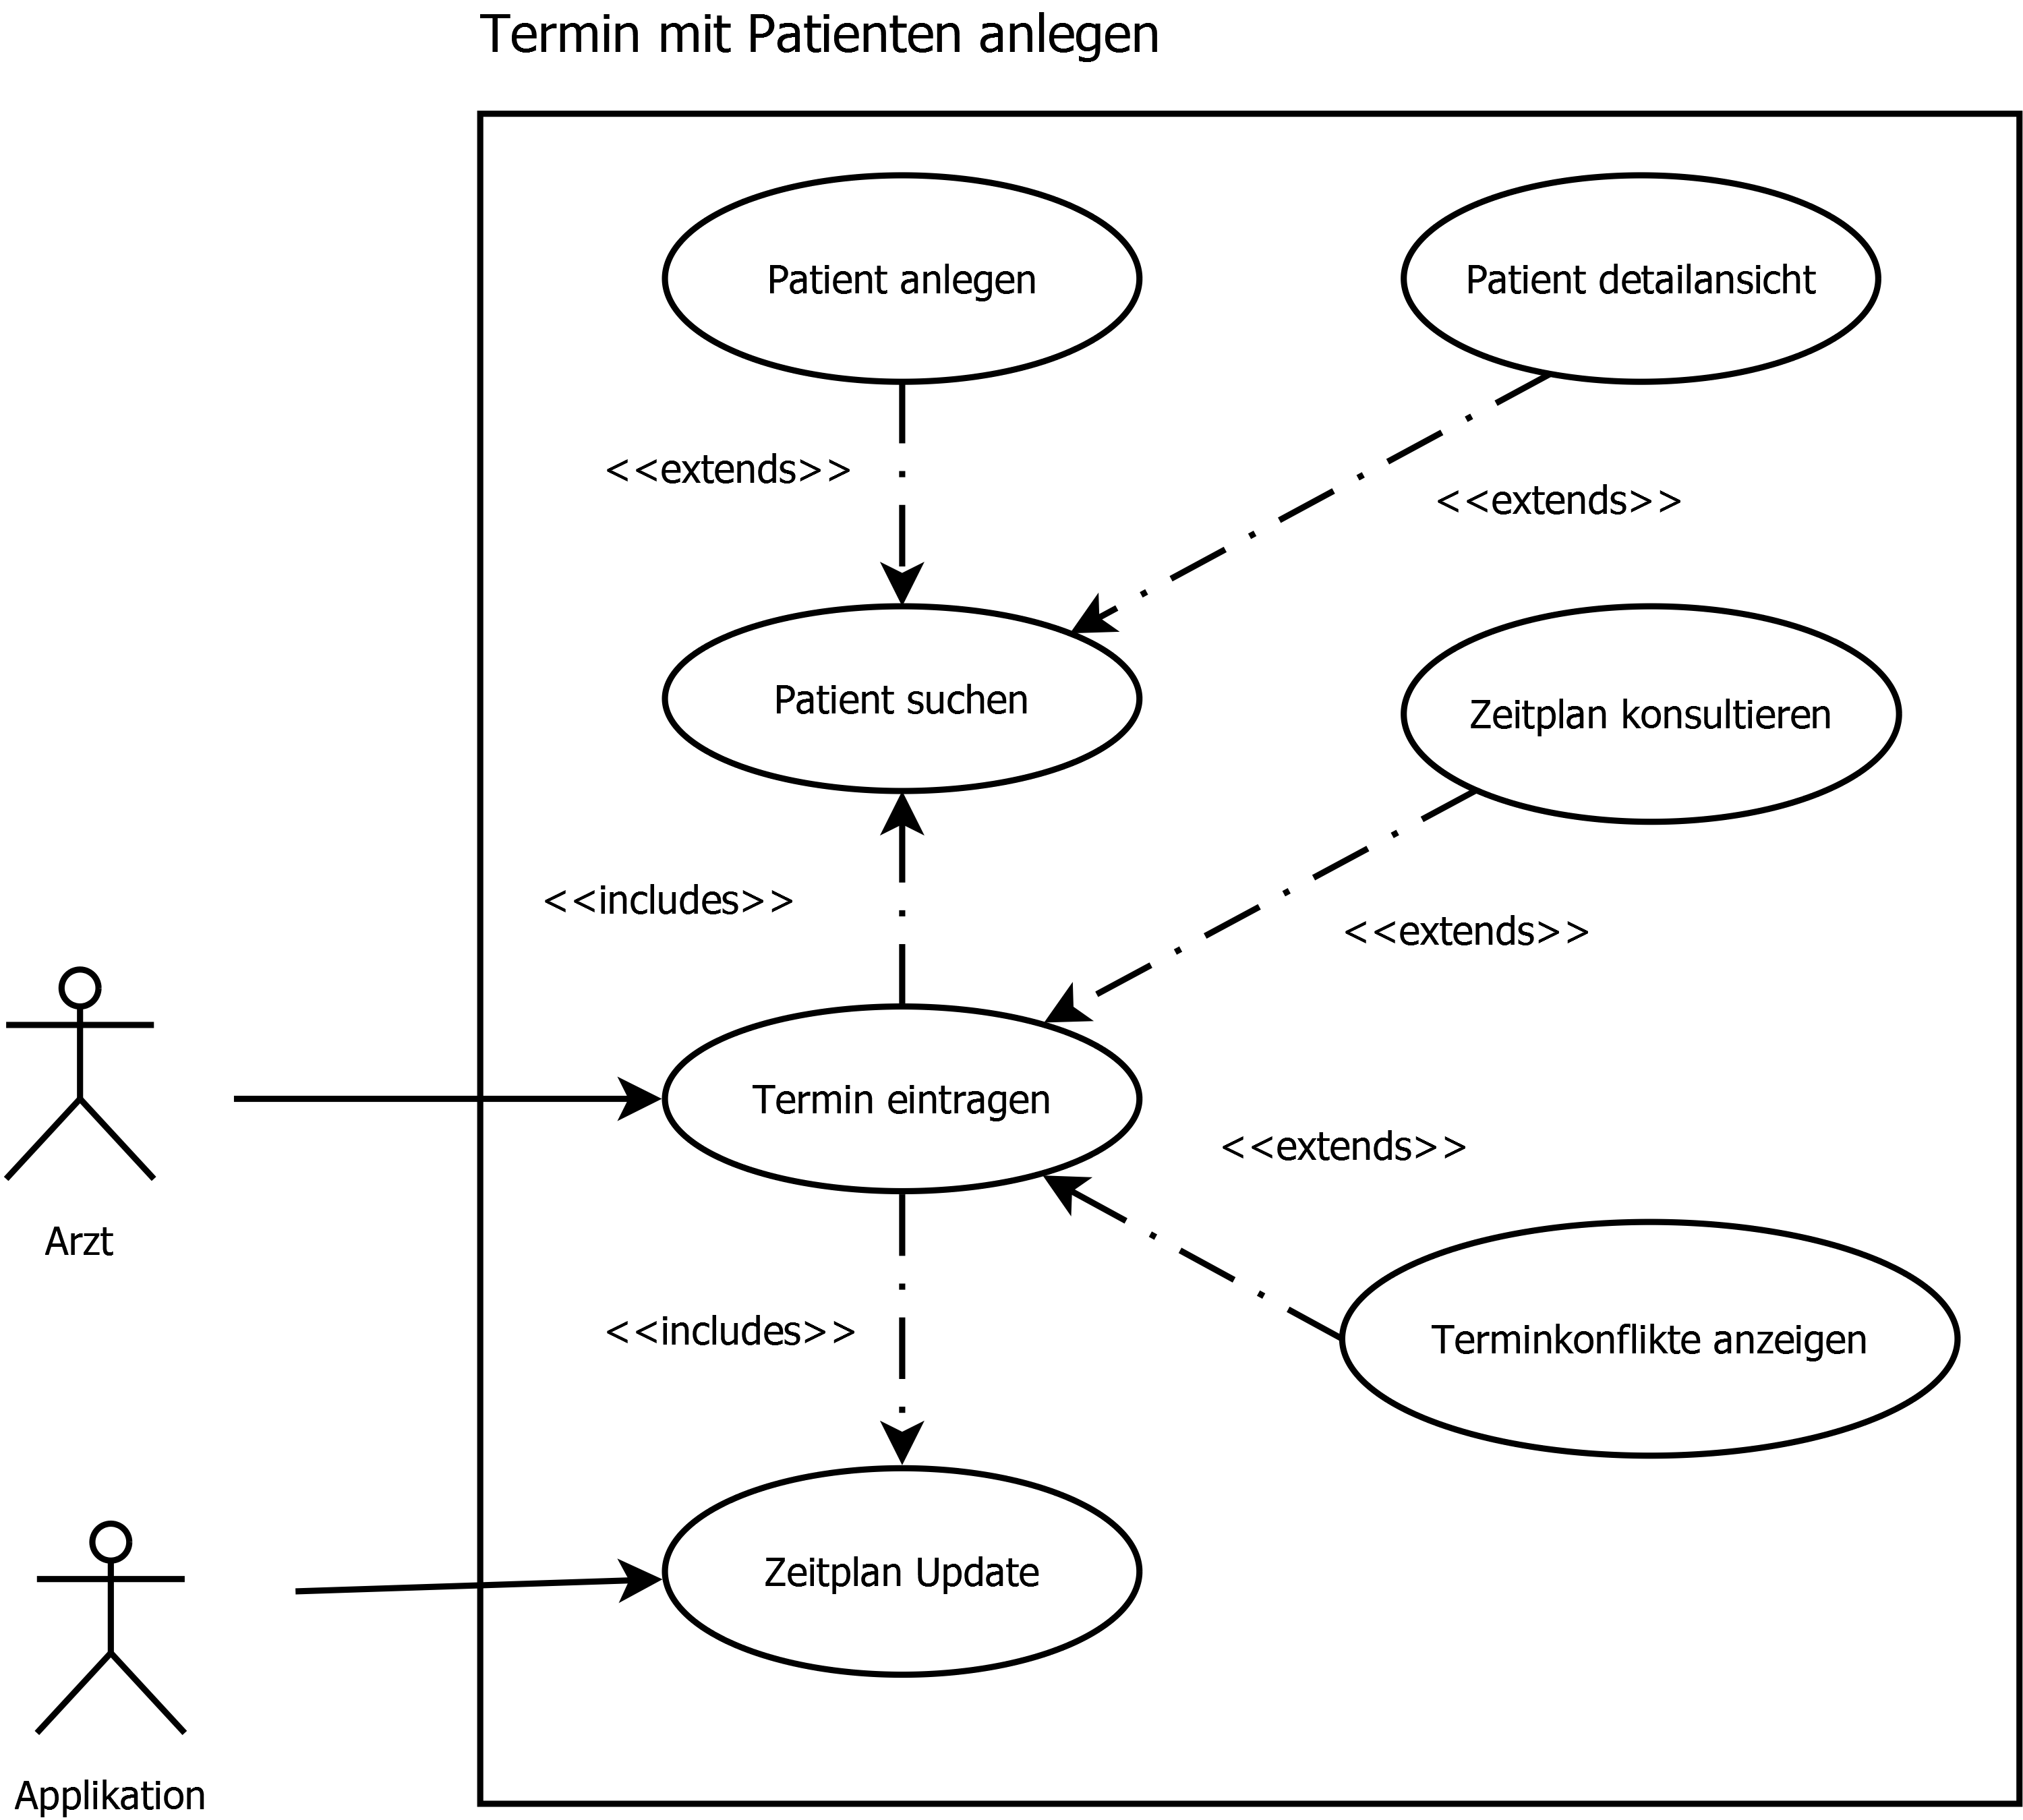 Termin mit Patienten anlegen
Patient anlegen
Patient detailansicht
<<extends>>
<<extends>>
Patient suchen
Zeitplan konsultieren
<<includes>>
<<extends>>
Termin eintragen
<<extends>>
Arzt
<<includes>>
Terminkonflikte anzeigen
Zeitplan Update
Applikation